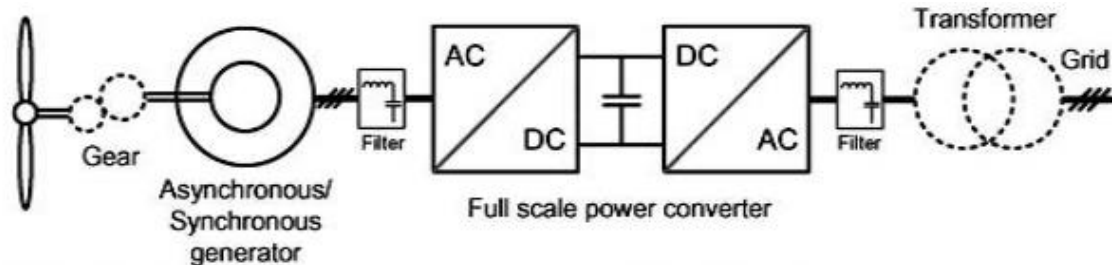 Transformer
Grid
AC
DC
DC
AC
Gear
Filter
Filter
Asynchronous/
Synchronous
generator
Full scale power converter